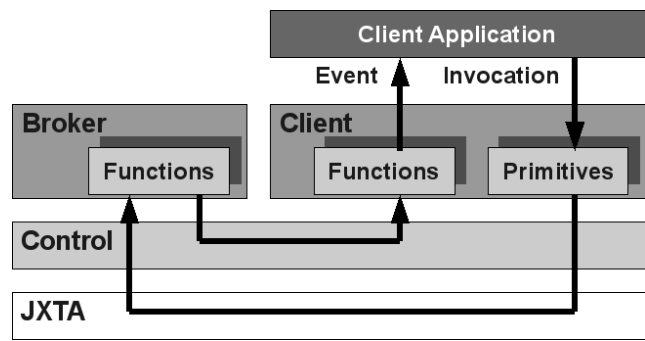 Client Application
Event
Invocation
Broker
Client
Functions
Functions
Primitives
Control
JXTA